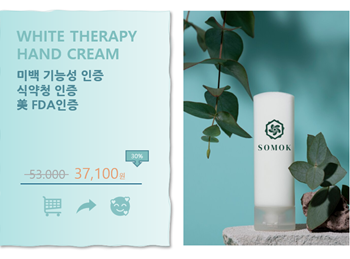 WHITE THERAPY
HAND CREAM
미백 기능성 인증
식약청 인증
美 FDA인증
30%
53,000 37,100원
SOMOK